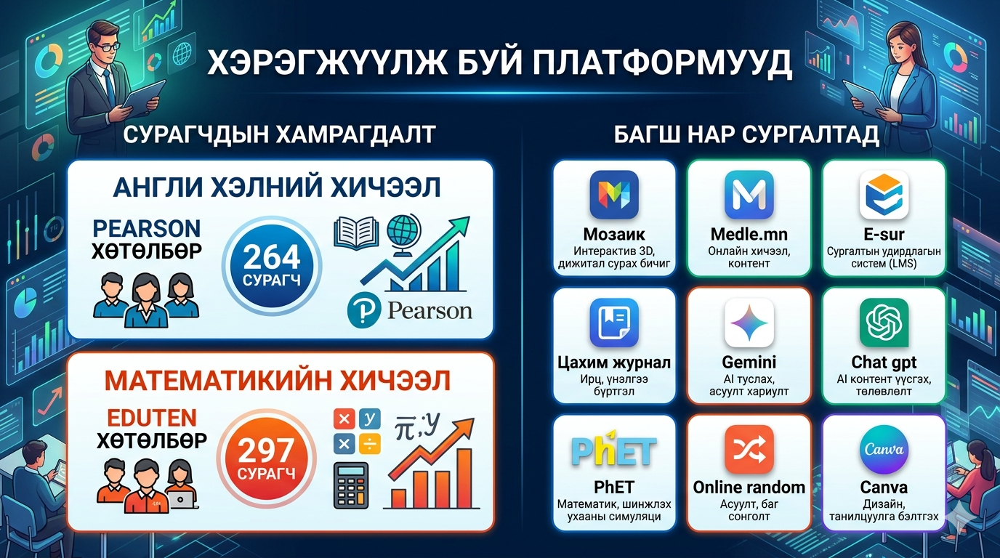 ХЭРЭГЖҮҮЛЖ БУЙ ПЛАТФОРМУУД
СУРАГЧДЫН ХАМРАГДАЛТ
АНГЛИ ХЭЛНИЙ ХИЧЭЭЛ
PEARSON
ХӨТӨЛБӨР
264
СУРАГЧ
Pearson
МАТЕМАТИКИЙН ХИЧЭЭЛ
EDUTEN
ХӨТӨЛБӨР
297
СУРАГЧ
π;y
БАГШ НАР СУРГАЛТАД
Мозаик
Интерактив 3D,
дижитал сурах бичиг
Medle.mn
Онлайн хичээл,
контент
E-sur
Сургалтын удирдлагын
систем (LMS)
Цахим журнал
Ирц, үнэлгээ
бүртгэл
Gemini
AI туслах,
асуулт хариулт
Chat gpt
AI контент үүсгэх,
төлөвлөлт
PhET
PhET
Математик, шинжлэх
ухааны симуляци
Online random
Асуулт, баг
сонголт
Canva
Canva
Дизайн,
танилцуулга бэлтгэх